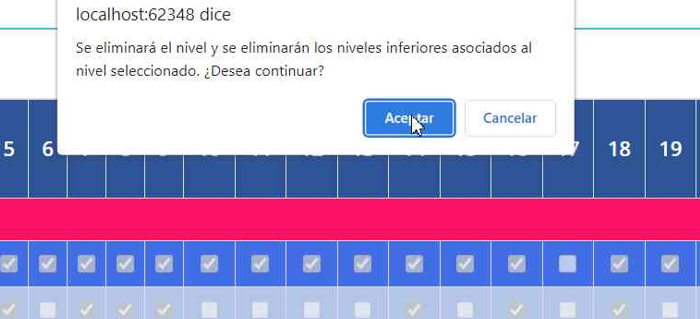 localhost:62348 dice
Se eliminará el nivel y se eliminarán los niveles inferiores asociados al
nivel seleccionado. ¿Desea continuar?
Aceptar Cancelar
5 6 18 19